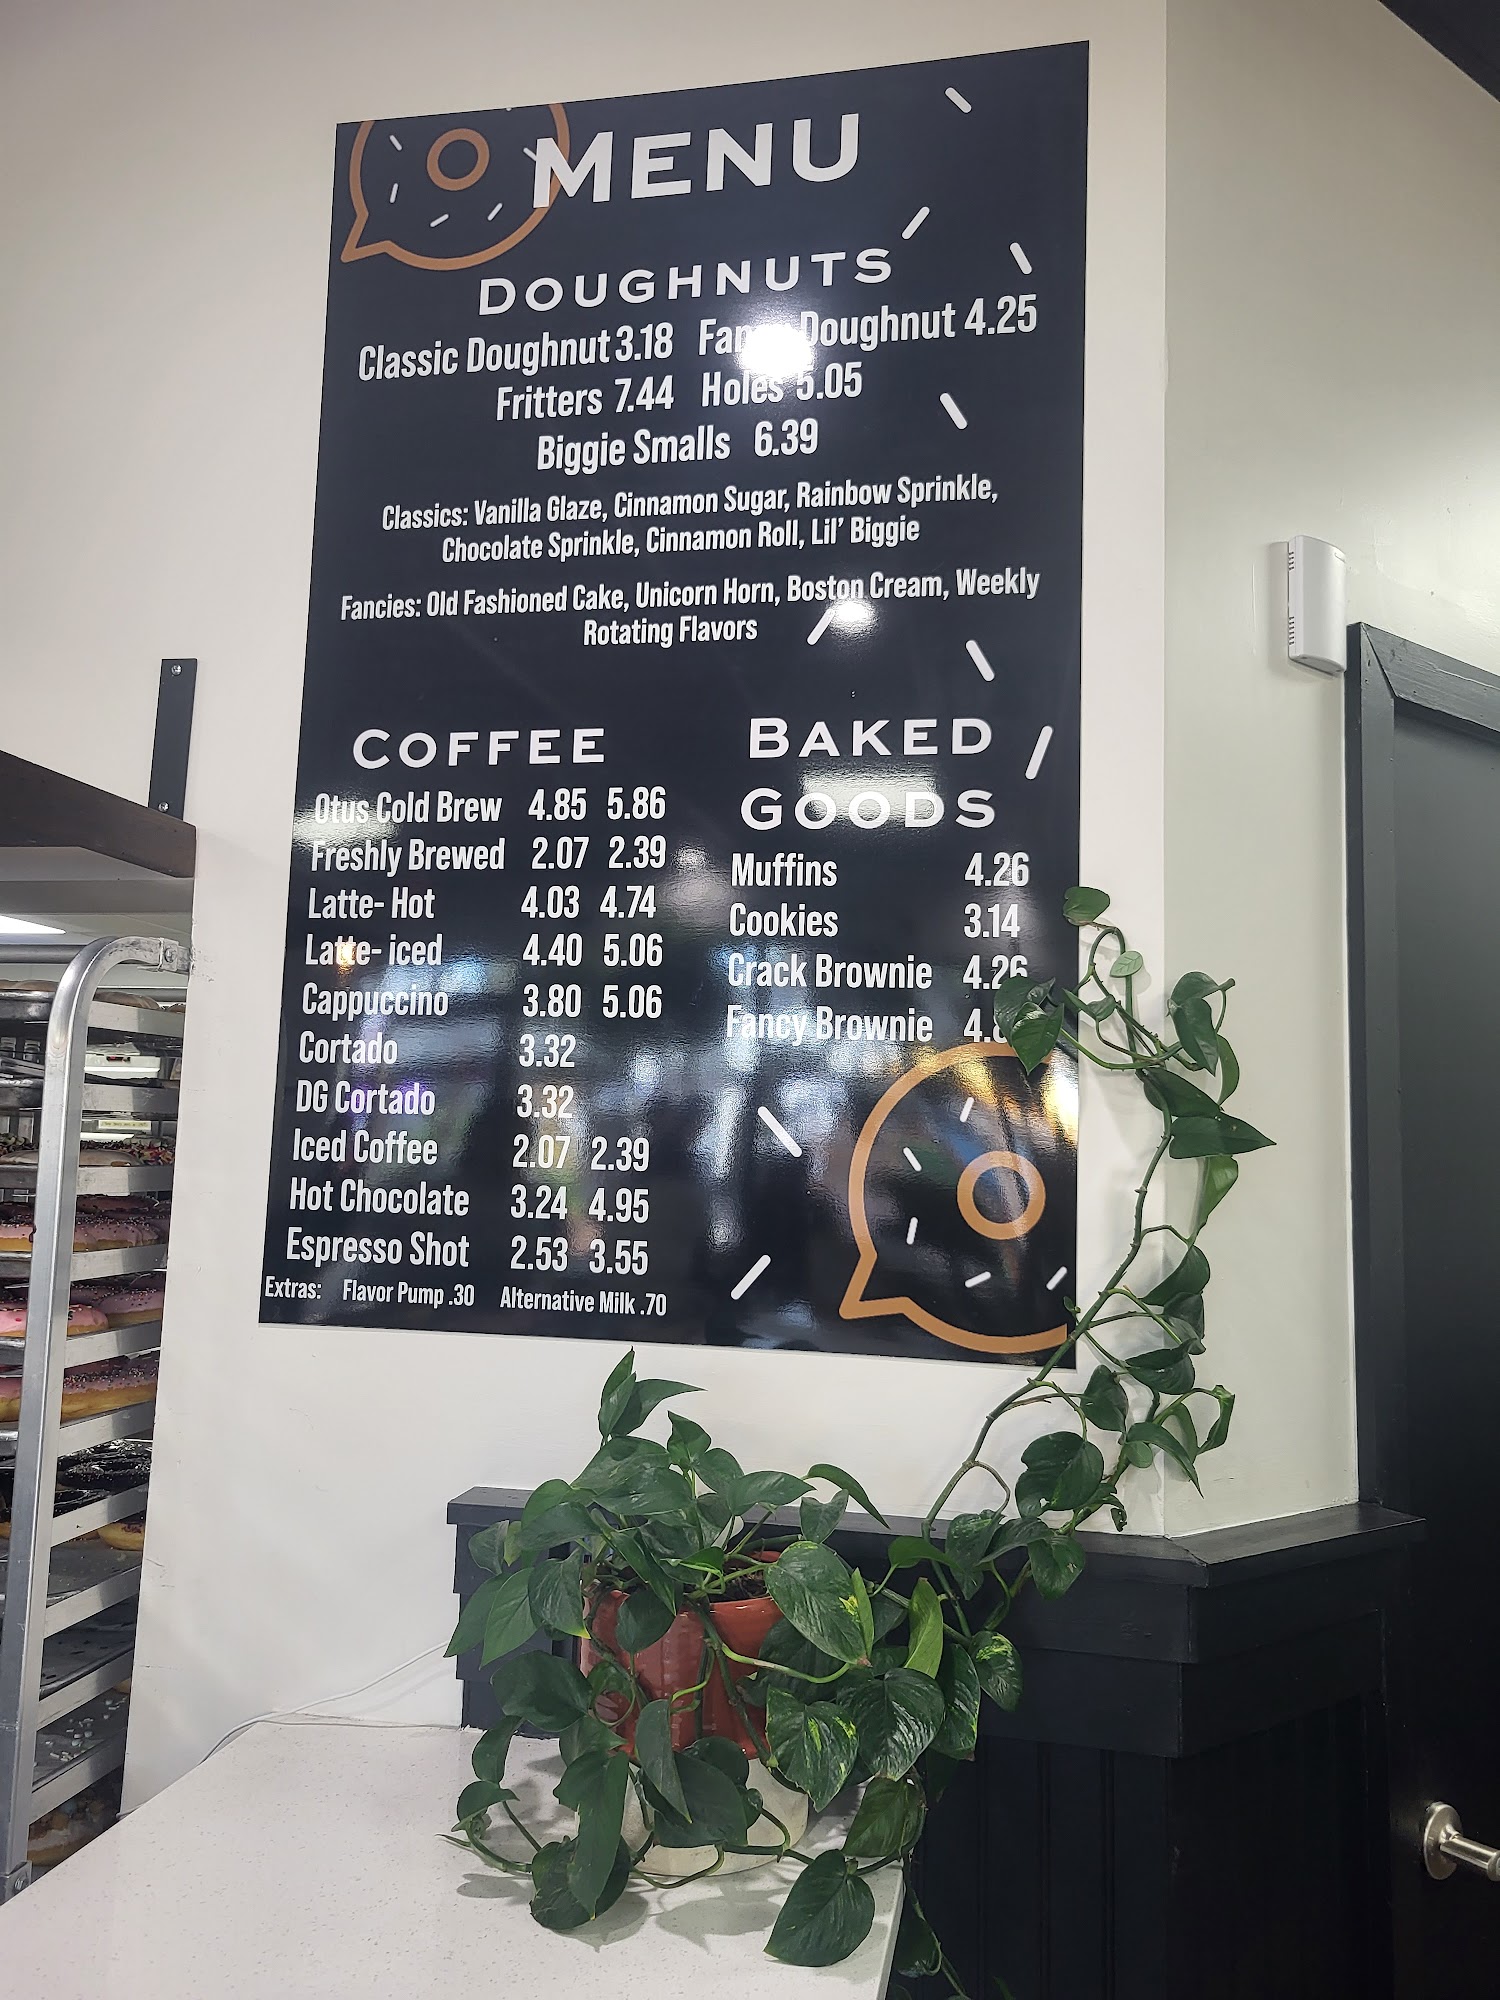 MENU
DOUGHNUTS
Classic Doughnut 3.18 Doughnut 4.25
Fritters 7.44 Holes 5.05
Biggie Smalls 6.39
Classics: Vanilla Glaze, Cinnamon Sugar, Rainbow Sprinkle,
Chocolate Sprinkle, Cinnamon Roll, Lil' Biggie
Fancies: Old Fashioned Cake, Unicorn Horn, Boston Cream, Weekly
Rotating Flavors
COFFEE
Otus Cold Brew 4.85 5.86
Freshly Brewed 2.07 2.39
Latte- Hot 4.03 4.74
Latte- iced 4.40 5.06
Cappuccino 3.80 5.06
Cortado 3.32
DG Cortado 3.32
Iced Coffee 2.07 2.39
Hot Chocolate 3.24 4.95
Espresso Shot 2.53 3.55
Extras: Flavor Pump .30 Alternative Milk .70
BAKED
GOODS
Muffins 4.26
Cookies 3.14
Crack Brownie 4.26
Fancy Brownie